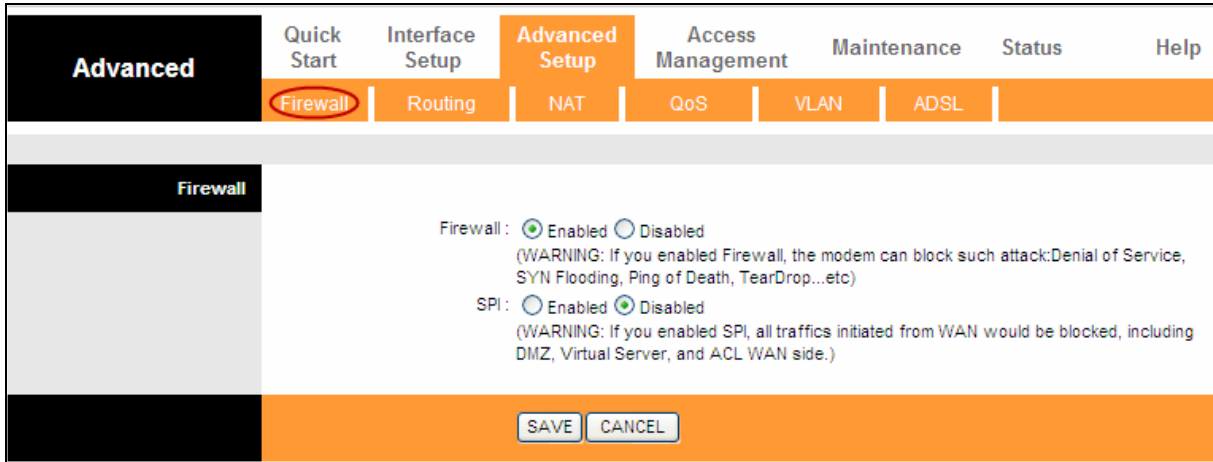 Advanced
Quick Start
Interface Setup
Advanced Setup
Access Management
Maintenance
Status
Help
Firewall
Routing
NAT
QoS
VLAN
ADSL
Firewall
Firewall : Enabled Disabled
(WARNING: If you enabled Firewall, the modem can block such attack:Denial of Service,
SYN Flooding, Ping of Death, TearDrop...etc)
SPI : Enabled Disabled
(WARNING: If you enabled SPI, all traffics initiated from WAN would be blocked, including
DMZ, Virtual Server, and ACL WAN side.)
SAVE CANCEL